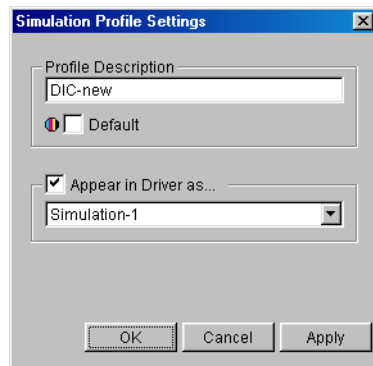 Simulation Profile Settings
Profile Description
DIC-new
Default
Appear in Driver as...
Simulation-1
OK Cancel Apply